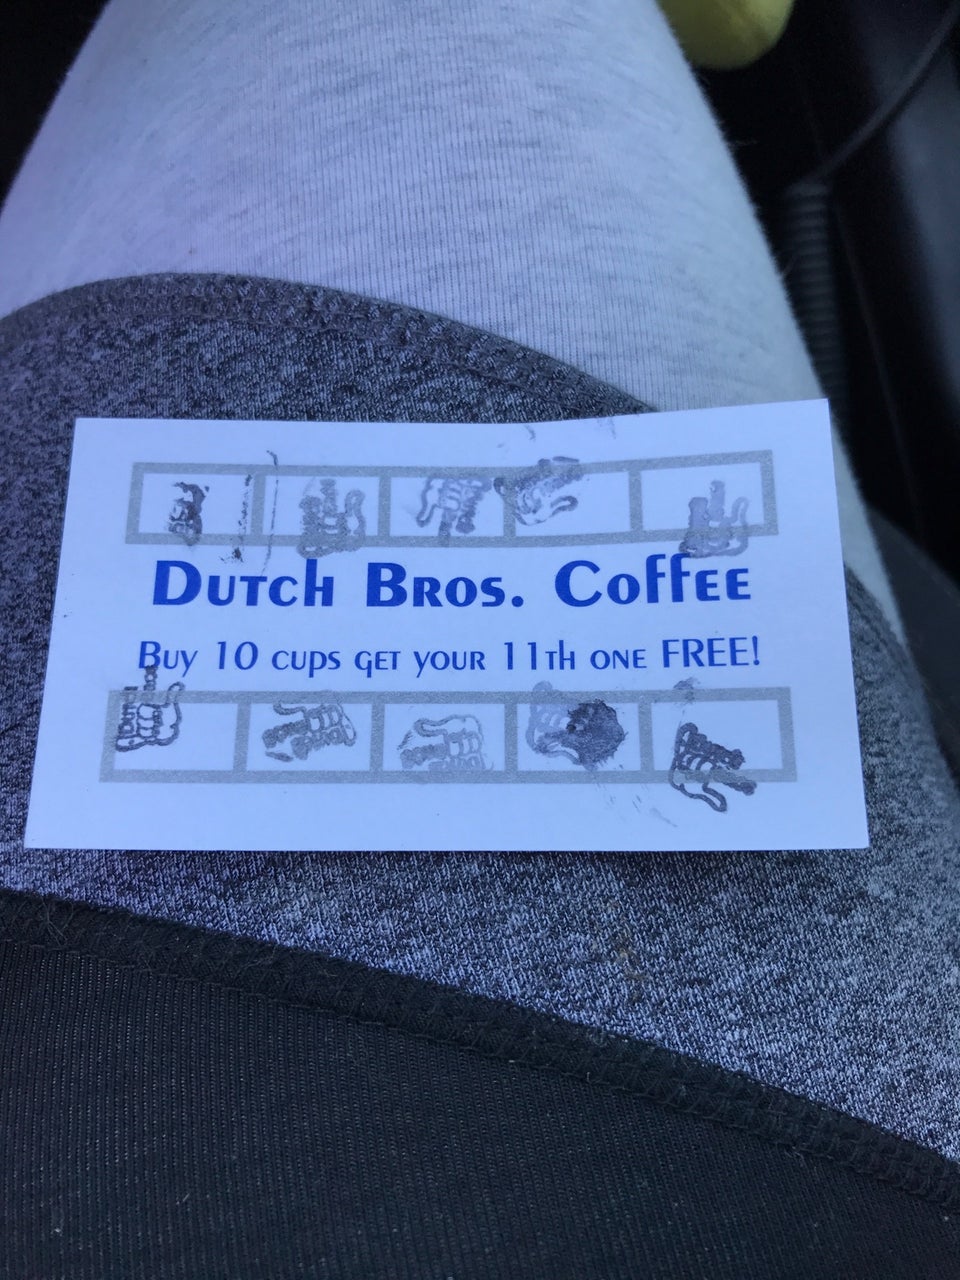 Dutch Bros. Coffee
Buy 10 cups get your 11th one FREE!